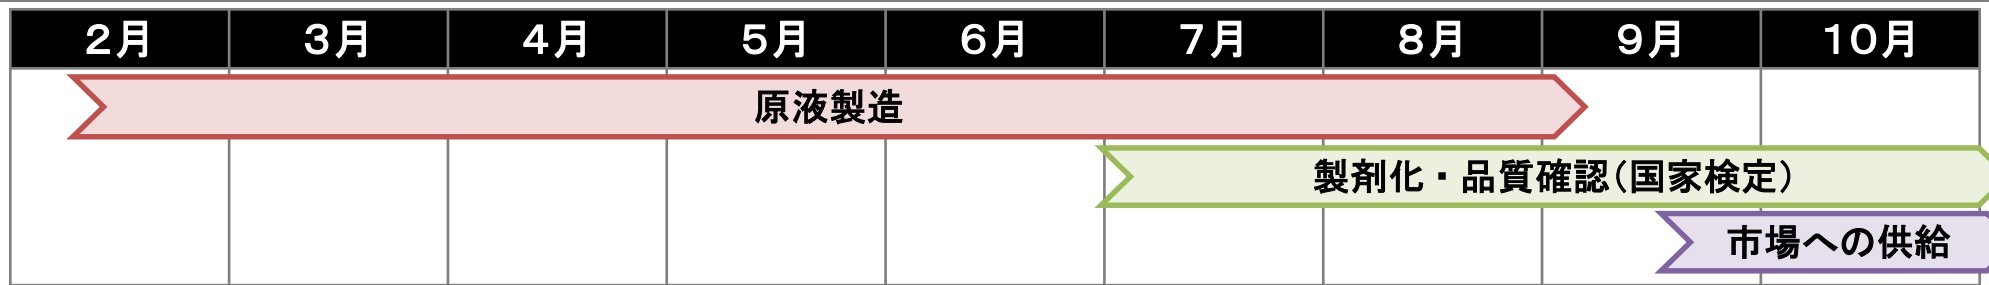 ２月 ３月 ４月 ５月 ６月 ７月 ８月 ９月 １０月
原液製造
製剤化・品質確認（国家検定）
市場への供給